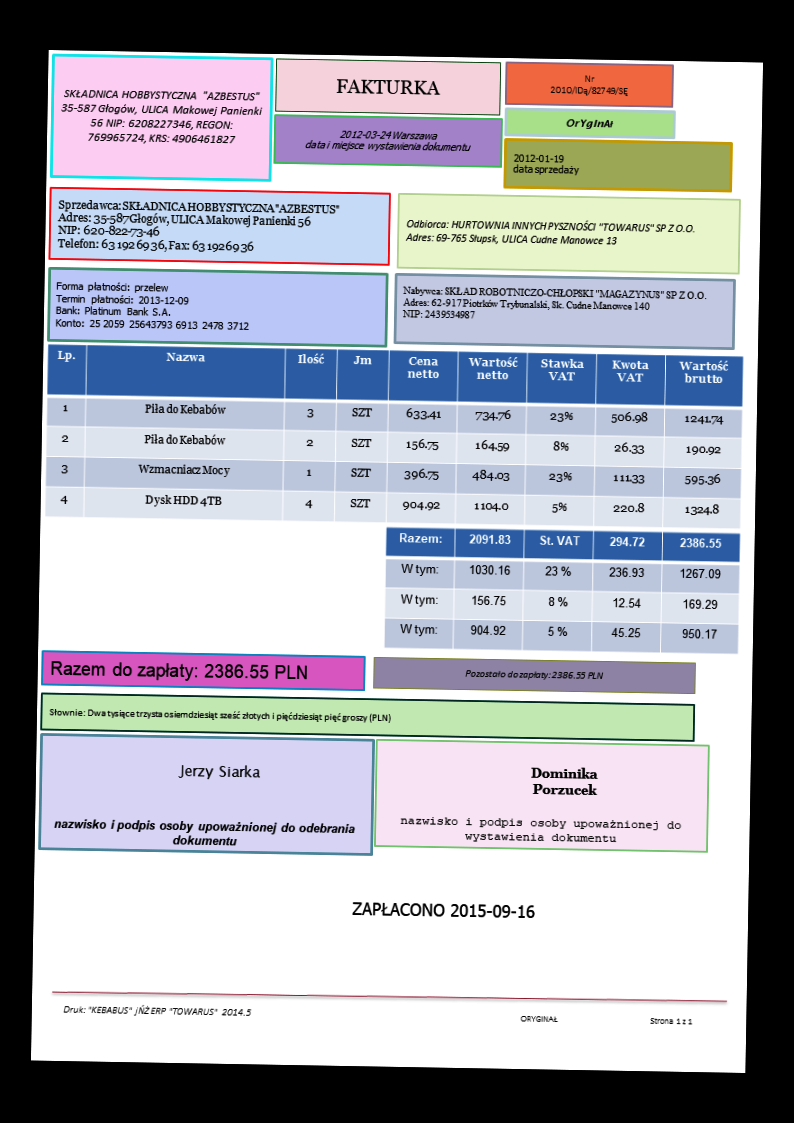 SKŁADNICA HOBBYSTYCZNA "AZBESTUS"
35-587 Głogów, ULICA Makowej Panienki
56 NIP: 6208227346, REGON:
769965724, KRS: 4906461827
FAKTURKA
2012-03-24 Warszawa
data i miejsce wystawienia dokumentu
Nr
2010/IDą/82749/SĘ
OrYgInAł
2012-01-19
data sprzedaży
Sprzedawca: SKŁADNICA HOBBYSTYCZNA "AZBESTUS"
Adres: 35-587 Głogów, ULICA Makowej Panienki 56
NIP: 620-822-73-46
Telefon: 63 192 69 36, Fax: 63 192 69 36
Odbiorca: HURTOWNIA INNYCH PYSZNOŚCI "TOWARUS" SP Z O.O.
Adres: 69-765 Słupsk, ULICA Cudne Manowce 13
Forma płatności: przelew
Termin płatności: 2013-12-09
Bank: Platinum Bank S.A.
Konto: 25 2059 25643793 6913 2478 3712
Nabywca: SKŁAD ROBOTNICZO-CHŁOPSKI "MAGAZYNUS" SP Z O.O.
Adres: 62-917 Piotrków Trybunalski, Sk. Cudne Manowce 140
NIP: 2439534987
Lp. Nazwa Ilość Jm Cena netto Wartość netto Stawka VAT Kwota VAT Wartość brutto
1 Piła do Kebabów 3 SZT 633.41 734.76 23% 506.98 1241.74
2 Piła do Kebabów 2 SZT 156.75 164.59 8% 26.33 190.92
3 Wzmacniacz Mocy 1 SZT 396.75 484.03 23% 111.33 595.36
4 Dysk HDD 4TB 4 SZT 904.92 1104.0 5% 220.8 1324.8
Razem: 2091.83 St. VAT 294.72 2386.55
W tym: 1030.16 23 % 236.93 1267.09
W tym: 156.75 8 % 12.54 169.29
W tym: 904.92 5 % 45.25 950.17
Razem do zapłaty: 2386.55 PLN
Pozostało do zapłaty: 2386.55 PLN
Słownie: Dwa tysiące trzysta osiemdziesiąt sześć złotych i pięćdziesiąt pięć groszy (PLN)
Jerzy Siarka
nazwisko i podpis osoby upoważnionej do odebrania
dokumentu
Dominika
Porzucek
nazwisko i podpis osoby upoważnionej do
wystawienia dokumentu
ZAPŁACONO 2015-09-16
Druk: "KEBABUS" jŃŻ ERP "TOWARUS" 2014.5
ORYGINAŁ
Strona 1 z 1